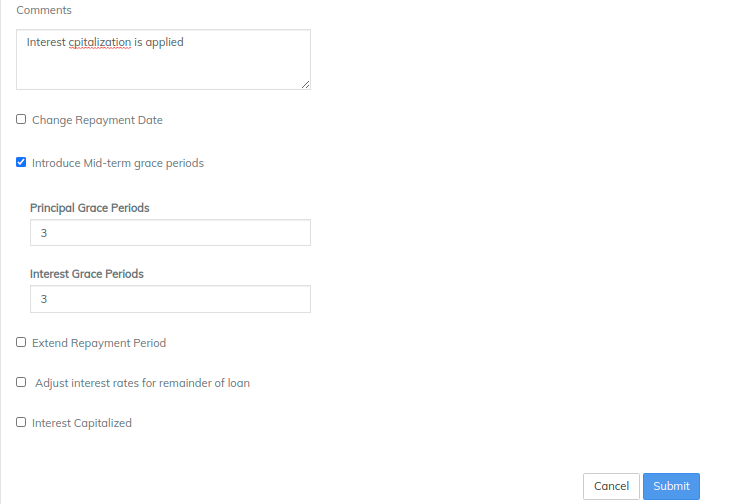 Comments
Interest cpitalization is applied
Change Repayment Date
Introduce Mid-term grace periods
Principal Grace Periods
3
Interest Grace Periods
3
Extend Repayment Period
Adjust interest rates for remainder of loan
Interest Capitalized
Cancel Submit